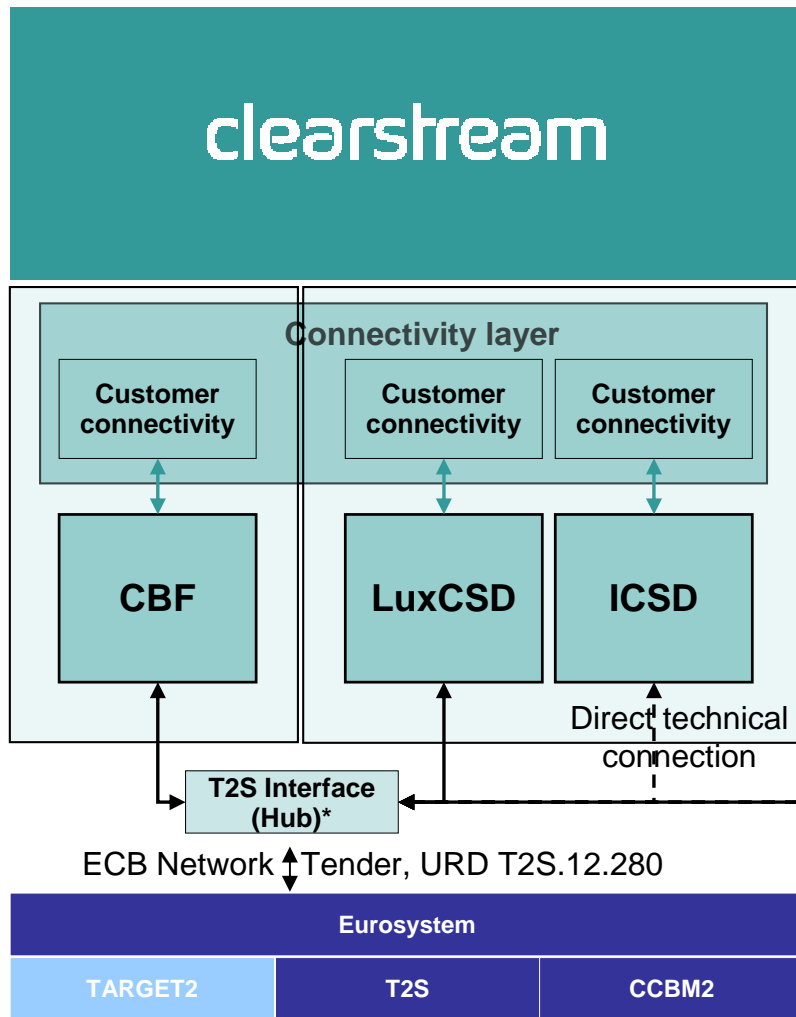 clearstream
Connectivity layer
Customer
connectivity
Customer
connectivity
Customer
connectivity
CBF
LuxCSD
ICSD
Direct technical
connection
T2S Interface
(Hub)*
ECB Network
Tender, URD T2S.12.280
Eurosystem
TARGET2
T2S
CCBM2